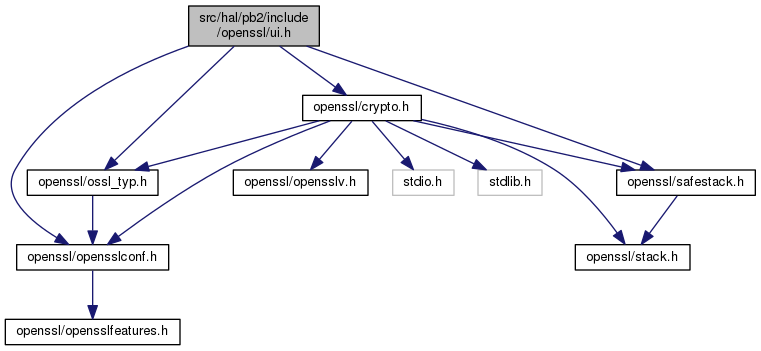 src/hal/pb2/include
/openssl/ui.h
openssl/crypto.h
openssl/ossl_typ.h
openssl/opensslv.h
stdio.h
stdlib.h
openssl/safestack.h
openssl/opensslconf.h
openssl/stack.h
openssl/opensslfeatures.h